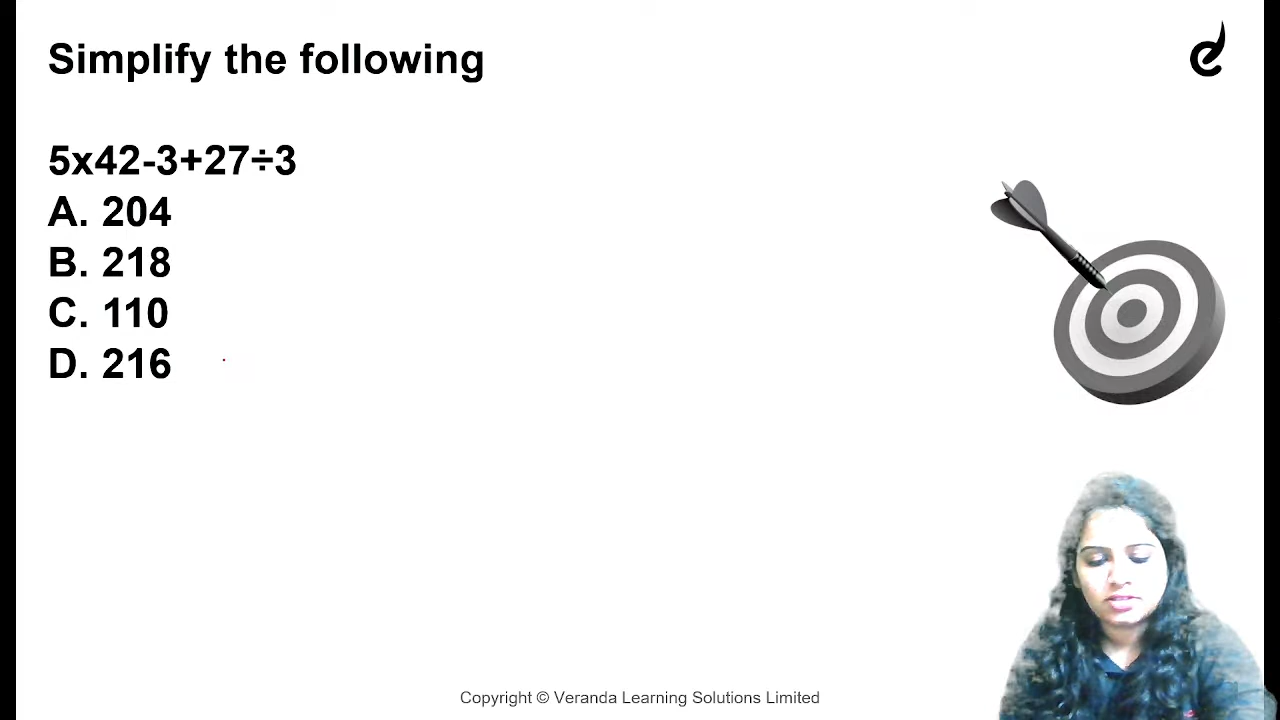 Simplify the following
5x42-3+27÷3
A. 204
B. 218
C. 110
D. 216
Copyright © Veranda Learning Solutions Limited